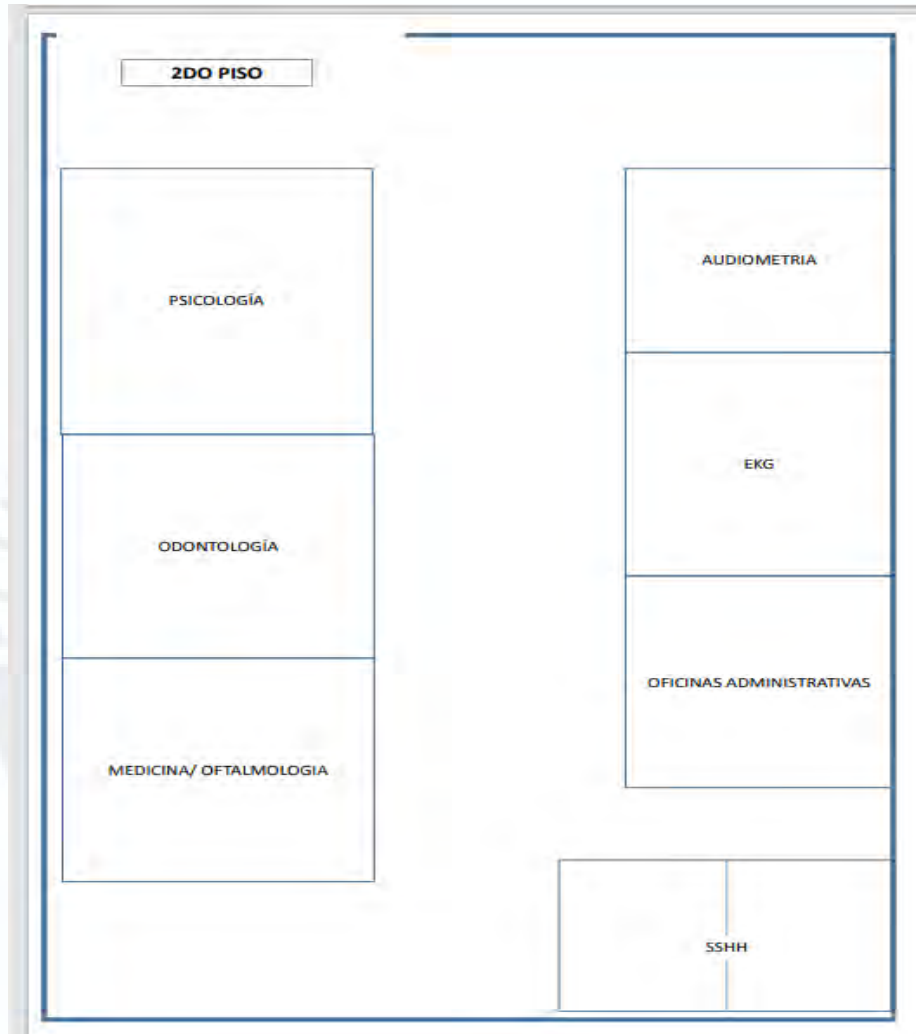 2DO PISO
PSICOLOGÍA
AUDIOMETRIA
EKG
ODONTOLOGÍA
OFICINAS ADMINISTRATIVAS
MEDICINA/ OFTALMOLOGIA
SSHH